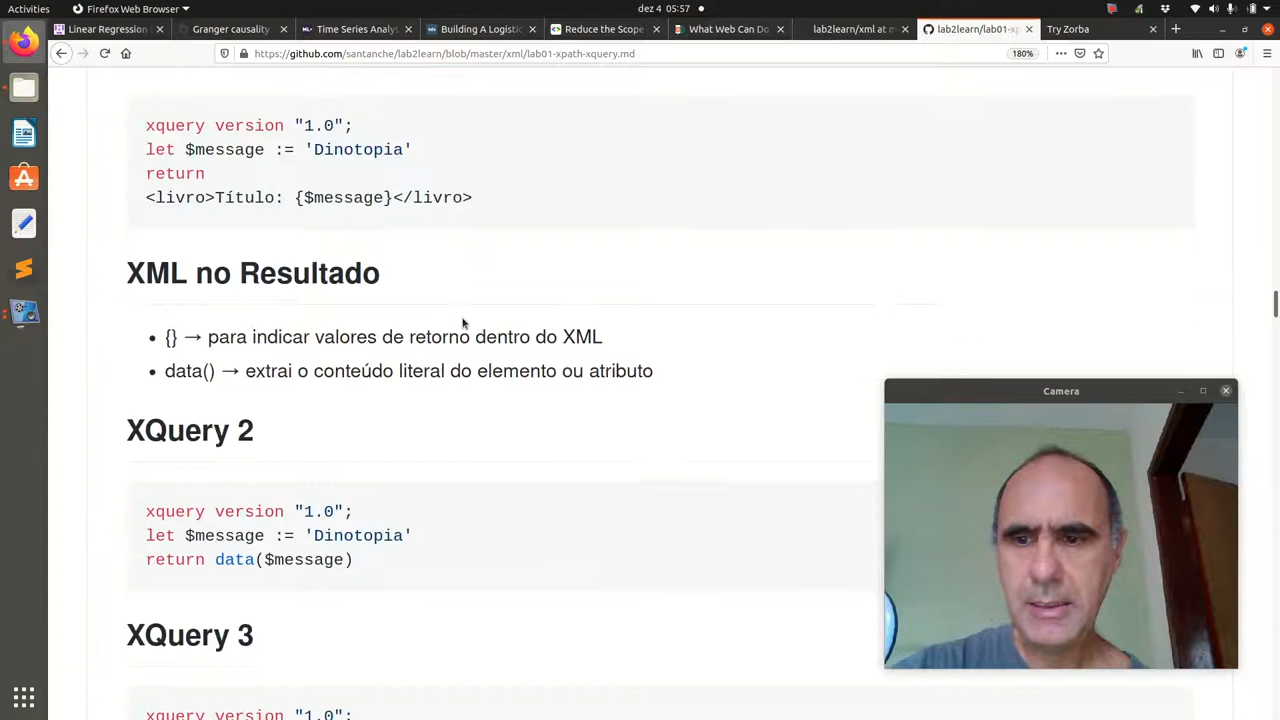 Activities
Firefox Web Browser
dez 4 05:57
Linear Regression
Granger causality
Time Series Analys
Building A Logistic
Reduce the Scope
What Web Can Do
lab2learn/xml at m
lab2learn/lab01-xp
Try Zorba
https://github.com/santanche/lab2learn/blob/master/xml/lab01-xpath-xquery.md
180%
xquery version "1.0";
let $message := 'Dinotopia'
return
<livro>Título: {$message}</livro>
XML no Resultado
• {} → para indicar valores de retorno dentro do XML
• data() → extrai o conteúdo literal do elemento ou atributo
Camera
XQuery 2
xquery version "1.0";
let $message := 'Dinotopia'
return data($message)
XQuery 3
xquery version "1.0";